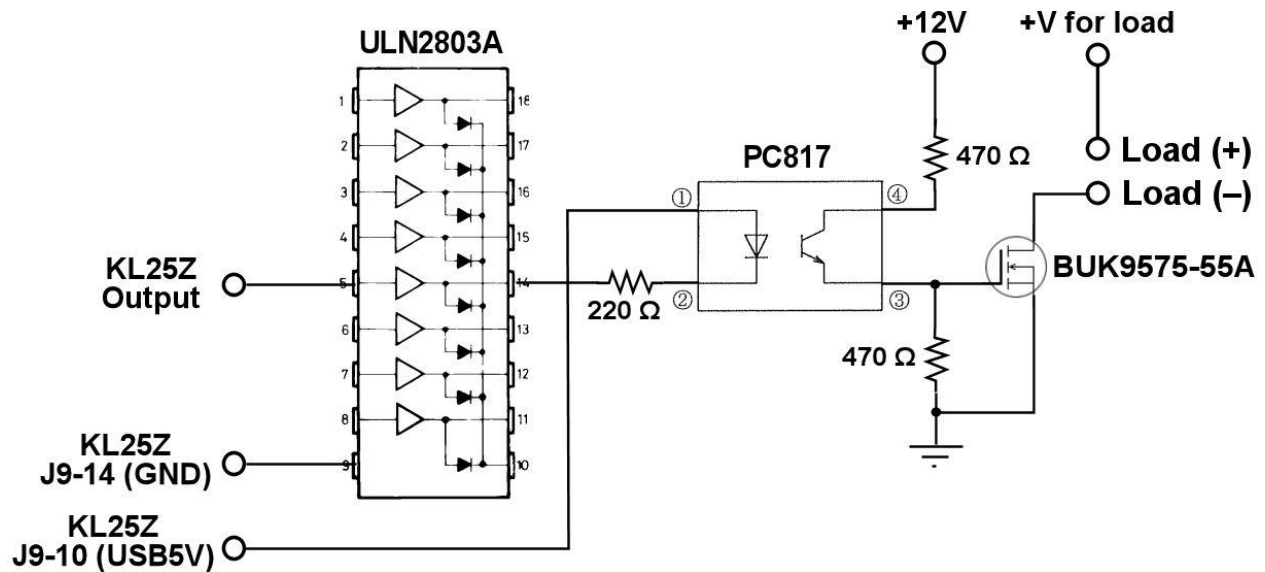 ULN2803A
+12V
+V for load
1
18
2
17
3
16
4
15
5
14
6
13
7
12
8
11
9
10
KL25Z
Output
KL25Z
J9-14 (GND)
KL25Z
J9-10 (USB5V)
220 Ω
PC817
①
②
③
④
470 Ω
470 Ω
Load (+)
Load (–)
BUK9575-55A